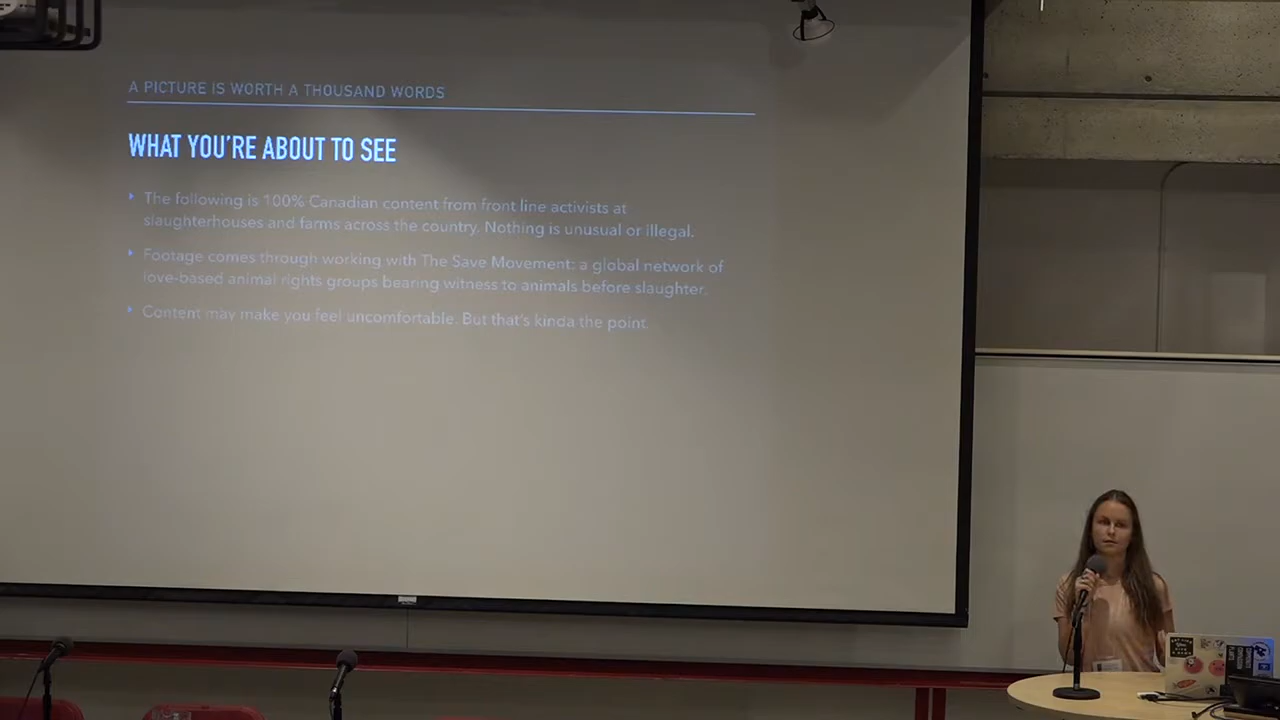 A PICTURE IS WORTH A THOUSAND WORDS
WHAT YOU'RE ABOUT TO SEE
The following is 100% Canadian content from front line activists at
slaughterhouses and farms across the country. Nothing is unusual or illegal.
Footage comes through working with The Save Movement: a global network of
love-based animal rights groups bearing witness to animals before slaughter.
Content may make you feel uncomfortable. But that's kinda the point.